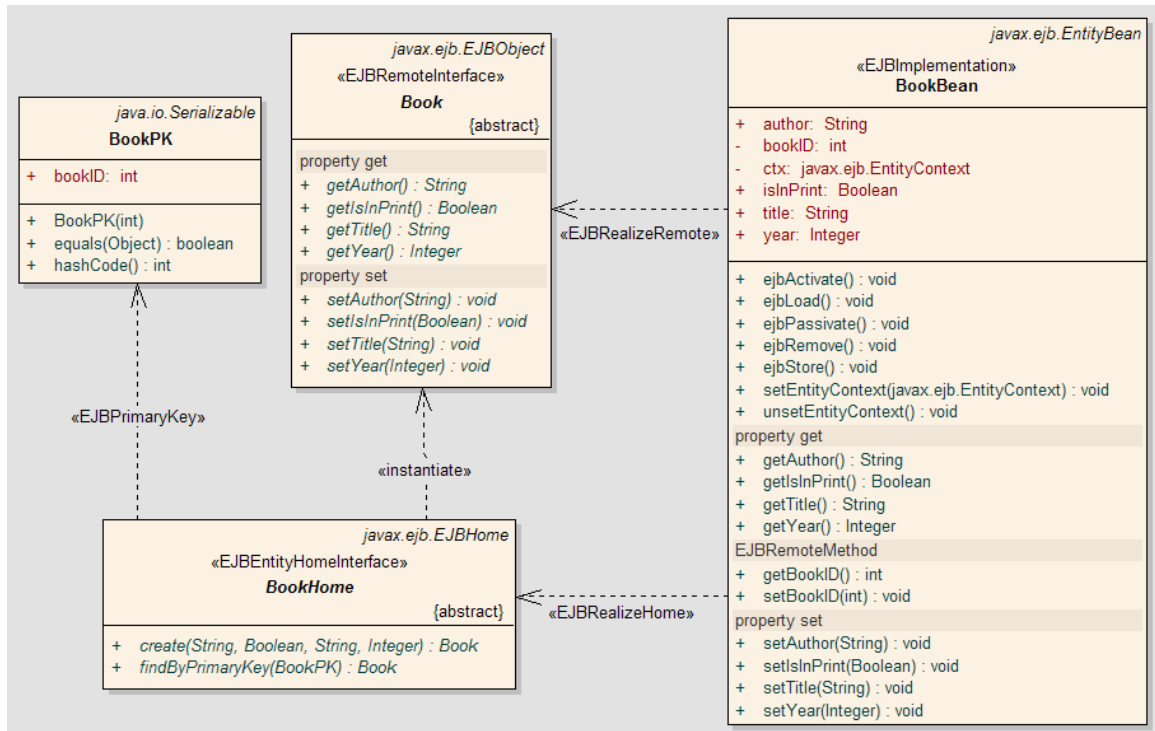 java.io.Serializable
BookPK
+ bookID: int
+ BookPK(int)
+ equals(Object) : boolean
+ hashCode() : int
«EJBPrimaryKey»
javax.ejb.EJBObject
«EJBRemoteInterface»
Book
{abstract}
property get
+ getAuthor() : String
+ getIsInPrint() : Boolean
+ getTitle() : String
+ getYear() : Integer
property set
+ setAuthor(String) : void
+ setIsInPrint(Boolean) : void
+ setTitle(String) : void
+ setYear(Integer) : void
«instantiate»
javax.ejb.EJBHome
«EJBEntityHomeInterface»
BookHome
{abstract}
+ create(String, Boolean, String, Integer) : Book
+ findByPrimaryKey(BookPK) : Book
«EJBRealizeRemote»
«EJBRealizeHome»
javax.ejb.EntityBean
«EJBImplementation»
BookBean
+ author: String
- bookID: int
- ctx: javax.ejb.EntityContext
+ isInPrint: Boolean
+ title: String
+ year: Integer
+ ejbActivate() : void
+ ejbLoad() : void
+ ejbPassivate() : void
+ ejbRemove() : void
+ ejbStore() : void
+ setEntityContext(javax.ejb.EntityContext) : void
+ unsetEntityContext() : void
property get
+ getAuthor() : String
+ getIsInPrint() : Boolean
+ getTitle() : String
+ getYear() : Integer
EJBRemoteMethod
+ getBookID() : int
+ setBookID(int) : void
property set
+ setAuthor(String) : void
+ setIsInPrint(Boolean) : void
+ setTitle(String) : void
+ setYear(Integer) : void